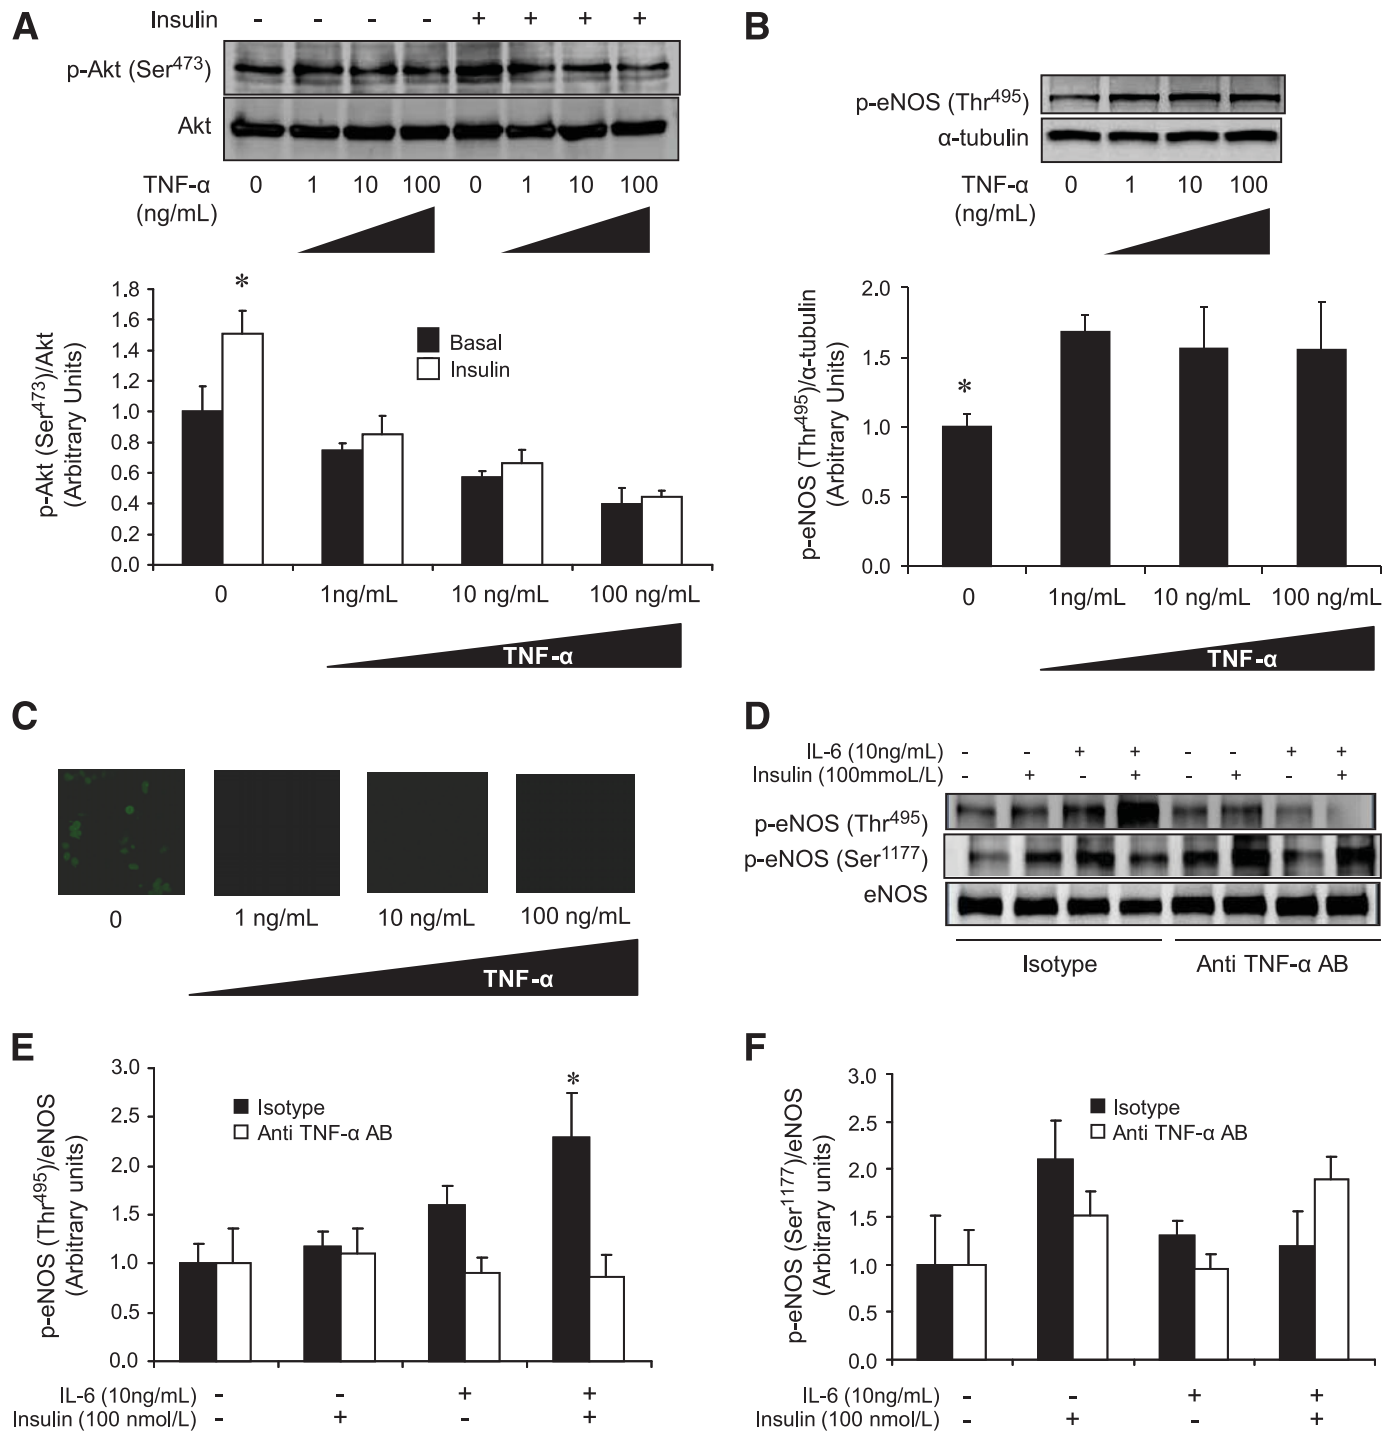 A
Insulin - - - - + + + +
p-Akt (Ser473)
Akt
TNF-α 0 1 10 100 0 1 10 100
(ng/mL)
p-Akt (Ser473)/Akt
(Arbitrary Units)
1.8
1.6
1.4
1.2
1.0
0.8
0.6
0.4
0.2
0.0
*
Basal
Insulin
0 1ng/mL 10 ng/mL 100 ng/mL
TNF-α
B
p-eNOS (Thr495)
α-tubulin
TNF-α 0 1 10 100
(ng/mL)
p-eNOS (Thr495)/α-tubulin
(Arbitrary Units)
2.0
1.5
1.0
0.5
0.0
*
0 1ng/mL 10 ng/mL 100 ng/mL
TNF-α
C
0 1 ng/mL 10 ng/mL 100 ng/mL
TNF-α
D
IL-6 (10ng/mL) - - + + - - + +
Insulin (100mmoL/L) - + - + - + - +
p-eNOS (Thr495)
p-eNOS (Ser1177)
eNOS
Isotype Anti TNF-α AB
E
p-eNOS (Thr495)/eNOS
(Arbitrary units)
3.0
2.5
2.0
1.5
1.0
0.5
0.0
Isotype
Anti TNF-α AB
*
IL-6 (10ng/mL) - - + +
Insulin (100 nmol/L) - + - +
F
p-eNOS (Ser1177)/eNOS
(Arbitrary units)
3.0
2.5
2.0
1.5
1.0
0.5
0.0
Isotype
Anti TNF-α AB
IL-6 (10ng/mL) - - + +
Insulin (100 nmol/L) - + - +